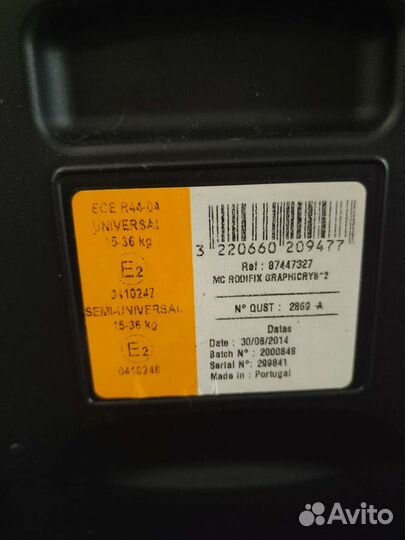 ECE R44-04
UNIVERSAL
15-36 kg
E2
0410247
SEMI-UNIVERSAL
15-36 kg
E2
0410246
3 220660 209477
Ref : 87447327
MC RODIFIX GRAPHICRYS*2
N° QUST : 2869 -A
Datas
Date : 30/06/2014
Batch N° : 2000848
Serial N° : 299841
Made in : Portugal
Avito